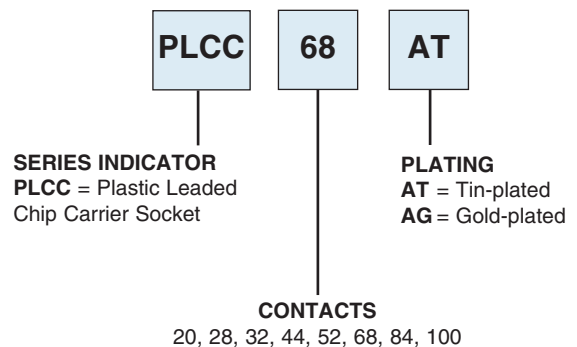 PLCC 68 AT
SERIES INDICATOR
PLCC = Plastic Leaded
Chip Carrier Socket
PLATING
AT = Tin-plated
AG = Gold-plated
CONTACTS
20, 28, 32, 44, 52, 68, 84, 100